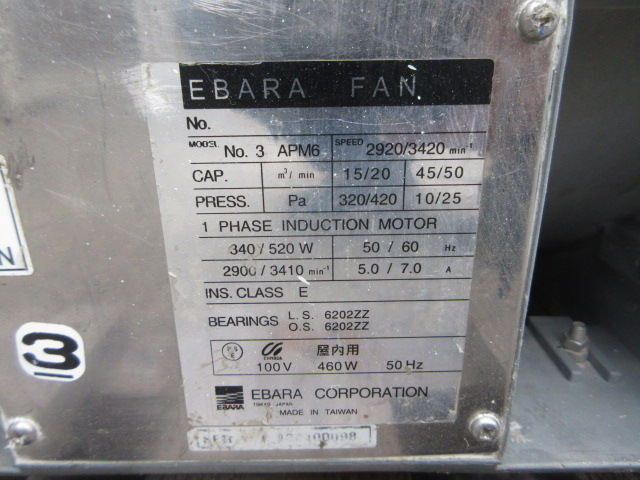 EBARA FAN
No.
MODEL No. 3 APM6 SPEED 2920/3420 min⁻¹
CAP. m³/min 15/20 45/50
PRESS. Pa 320/420 10/25
1 PHASE INDUCTION MOTOR
340/520 W 50/60 Hz
2900/3410 min⁻¹ 5.0/7.0 A
INS. CLASS E
BEARINGS L.S. 6202ZZ
O.S. 6202ZZ
屋内用
100V 460W 50Hz
EBARA EBARA CORPORATION
TOKYO JAPAN
MADE IN TAIWAN
N
3